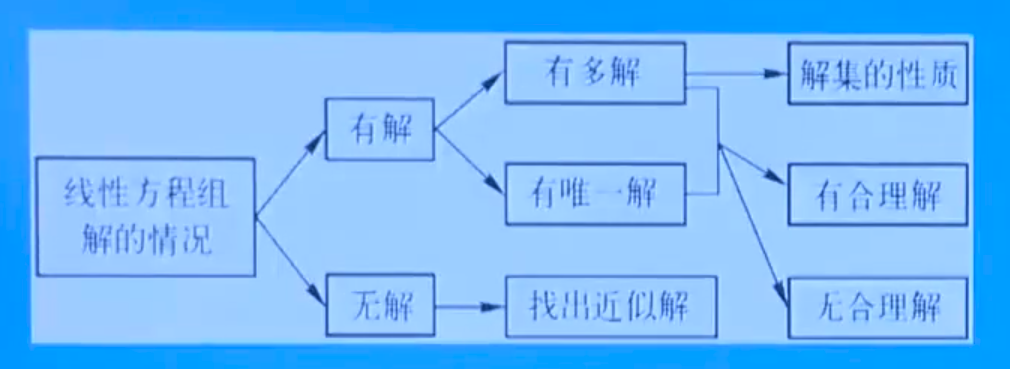 线性方程组
解的情况
有解
无解
有多解
有唯一解
找出近似解
解集的性质
有合理解
无合理解